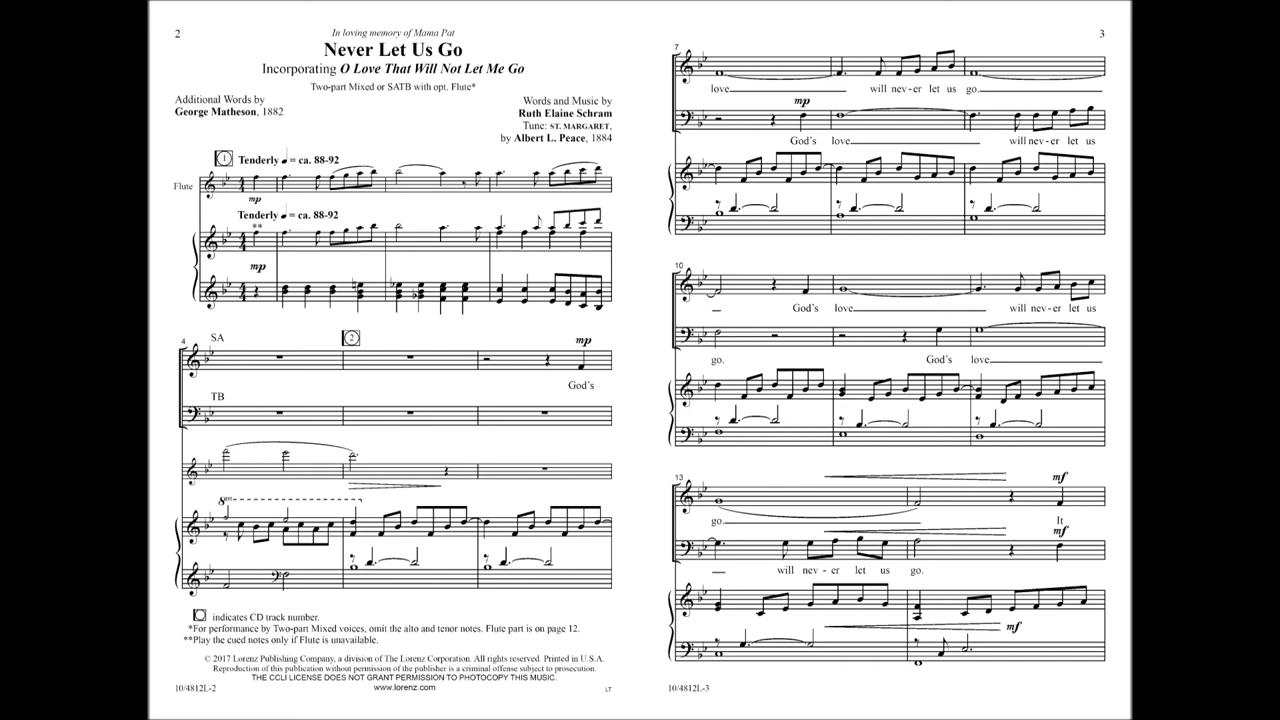 2
In loving memory of Mama Pat
Never Let Us Go
Incorporating O Love That Will Not Let Me Go
Two-part Mixed or SATB with opt. Flute*
Additional Words by
George Matheson, 1882
Words and Music by
Ruth Elaine Schram
Tune: ST. MARGARET,
by Albert L. Peace, 1884
1
Tenderly ♩ = ca. 88-92
Flute
mp
Tenderly ♩ = ca. 88-92
**
mp
4
SA
2
mp
God's
TB
8va
indicates CD track number.
*For performance by Two-part Mixed voices, omit the alto and tenor notes. Flute part is on page 12.
**Play the cued notes only if Flute is unavailable.
© 2017 Lorenz Publishing Company, a division of The Lorenz Corporation. All rights reserved. Printed in U.S.A.
Reproduction of this publication without permission of the publisher is a criminal offense subject to prosecution.
THE CCLI LICENSE DOES NOT GRANT PERMISSION TO PHOTOCOPY THIS MUSIC.
www.lorenz.com
10/4812L-2
LT
3
7
love will nev-er let us go.
mp
God's love will nev-er let us
10
God's love will nev-er let us
go. God's love
13
mf
go. It
mf
will nev-er let us go.
mf
10/4812L-3